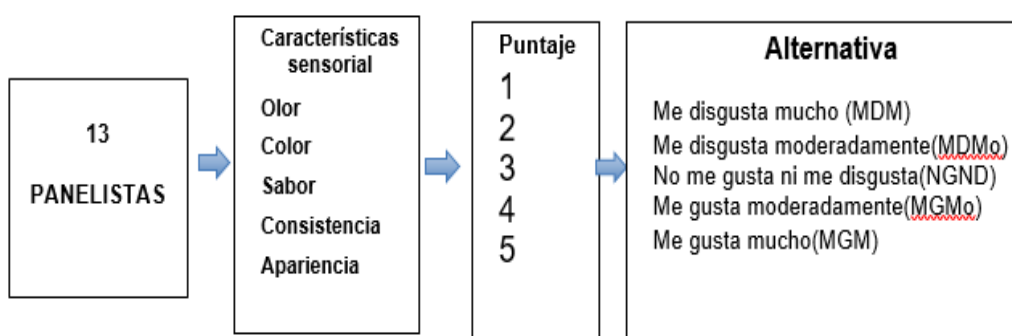 13
PANELISTAS
Características
sensorial
Olor
Color
Sabor
Consistencia
Apariencia
Puntaje
1
2
3
4
5
Alternativa
Me disgusta mucho (MDM)
Me disgusta moderadamente(MDMo)
No me gusta ni me disgusta(NGND)
Me gusta moderadamente(MGMo)
Me gusta mucho(MGM)